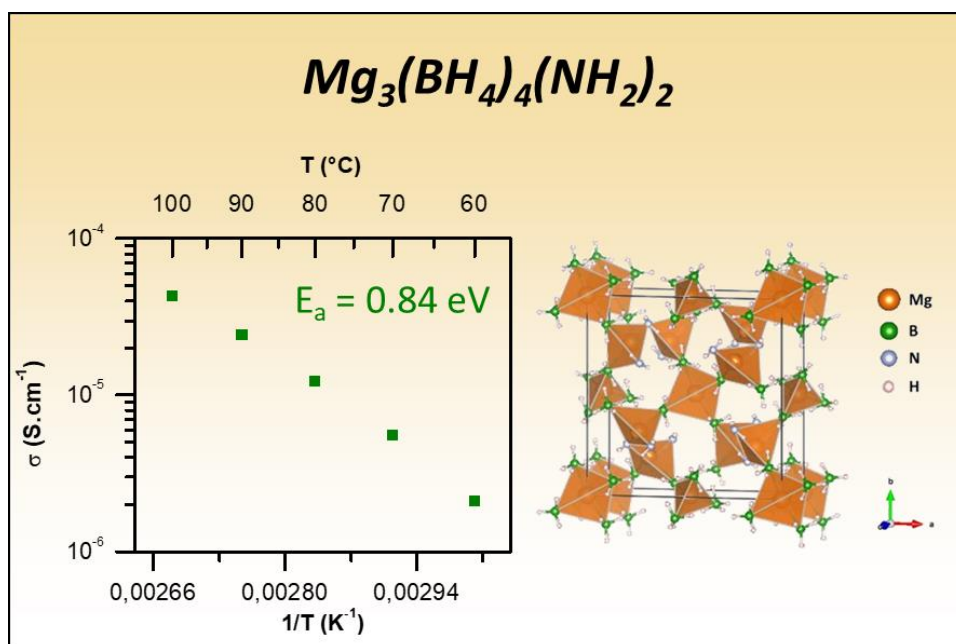 Mg₃(BH₄)₄(NH₂)₂
T (°C)
100 90 80 70 60
10⁻⁴
Eₐ = 0.84 eV
10⁻⁵
σ (S.cm⁻¹)
10⁻⁶
0,00266 0,00280 0,00294
1/T (K⁻¹)
Mg
B
N
H
b
a